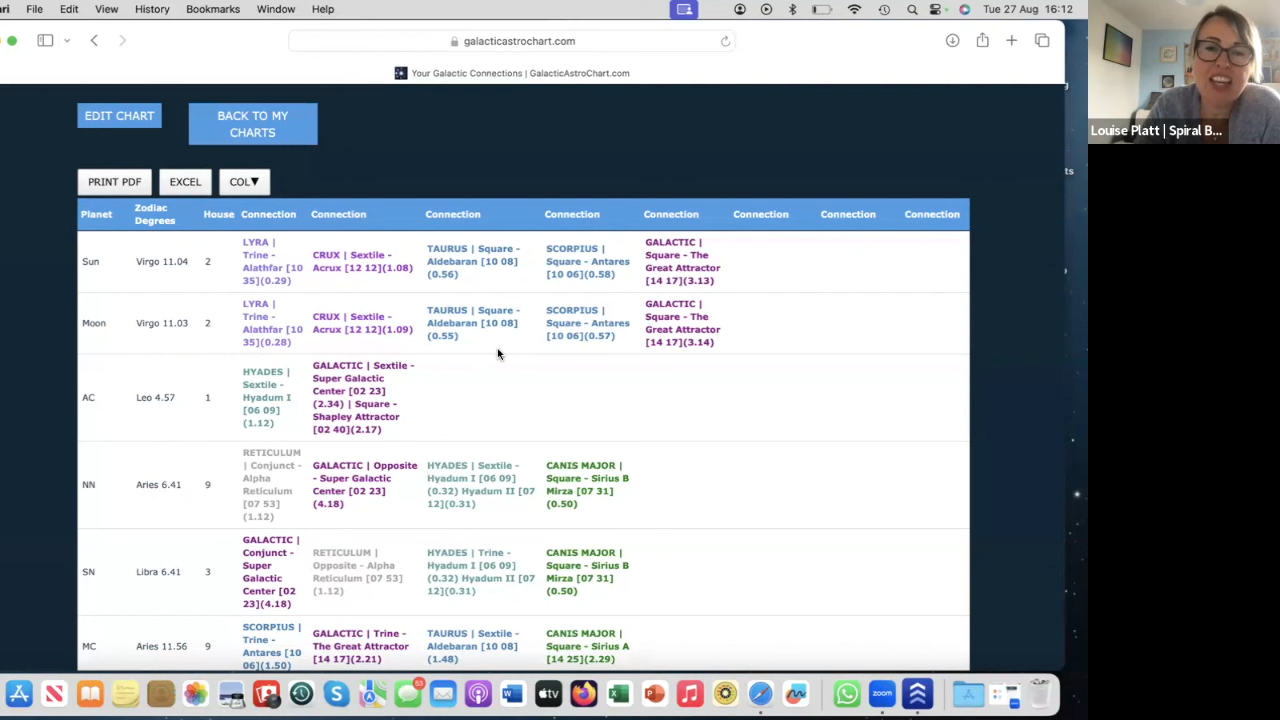 ri File Edit View History Bookmarks Window Help Tue 27 Aug 16:12
galacticastrochart.com
Your Galactic Connections | GalacticAstroChart.com
EDIT CHART
BACK TO MY
CHARTS
PRINT PDF EXCEL COL▼
Planet Zodiac Degrees House Connection Connection Connection Connection Connection Connection Connection Connection
Sun Virgo 11.04 2
LYRA |
Trine -
Alathfar [10
35](0.29)
CRUX | Sextile -
Acrux [12 12](1.08)
TAURUS | Square -
Aldebaran [10 08]
(0.56)
SCORPIUS |
Square - Antares
[10 06](0.58)
GALACTIC |
Square - The
Great Attractor
[14 17](3.13)
Moon Virgo 11.03 2
LYRA |
Trine -
Alathfar [10
35](0.28)
CRUX | Sextile -
Acrux [12 12](1.09)
TAURUS | Square -
Aldebaran [10 08]
(0.55)
SCORPIUS |
Square - Antares
[10 06](0.57)
GALACTIC |
Square - The
Great Attractor
[14 17](3.14)
AC Leo 4.57 1
HYADES |
Sextile -
Hyadum I
[06 09]
(1.12)
GALACTIC | Sextile -
Super Galactic
Center [02 23]
(2.34) | Square -
Shapley Attractor
[02 40](2.17)
NN Aries 6.41 9
RETICULUM
| Conjunct -
Alpha
Reticulum
[07 53]
(1.12)
GALACTIC | Opposite
- Super Galactic
Center [02 23]
(4.18)
HYADES | Sextile -
Hyadum I [06 09]
(0.32) Hyadum II [07
12](0.31)
CANIS MAJOR |
Square - Sirius B
Mirza [07 31]
(0.50)
SN Libra 6.41 3
GALACTIC |
Conjunct -
Super
Galactic
Center [02
23](4.18)
RETICULUM |
Opposite - Alpha
Reticulum [07 53]
(1.12)
HYADES | Trine -
Hyadum I [06 09]
(0.32) Hyadum II [07
12](0.31)
CANIS MAJOR |
Square - Sirius B
Mirza [07 31]
(0.50)
MC Aries 11.56 9
SCORPIUS |
Trine -
Antares [10
06](1.50)
GALACTIC | Trine -
The Great Attractor
[14 17](2.21)
TAURUS | Sextile -
Aldebaran [10 08]
(1.48)
CANIS MAJOR |
Square - Sirius A
[14 25](2.29)
Louise Platt | Spiral B...
ts
zoom
tv